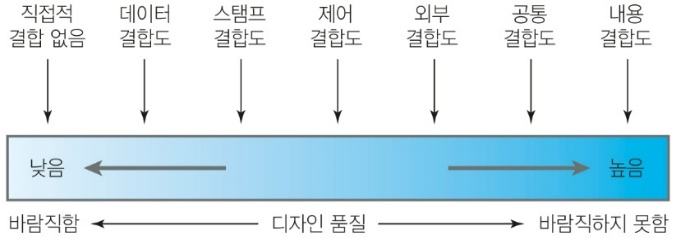 직접적 데이터 스탬프 제어 외부 공통 내용
결합 없음 결합도 결합도 결합도 결합도 결합도 결합도
낮음 높음
바람직함 디자인 품질 바람직하지 못함